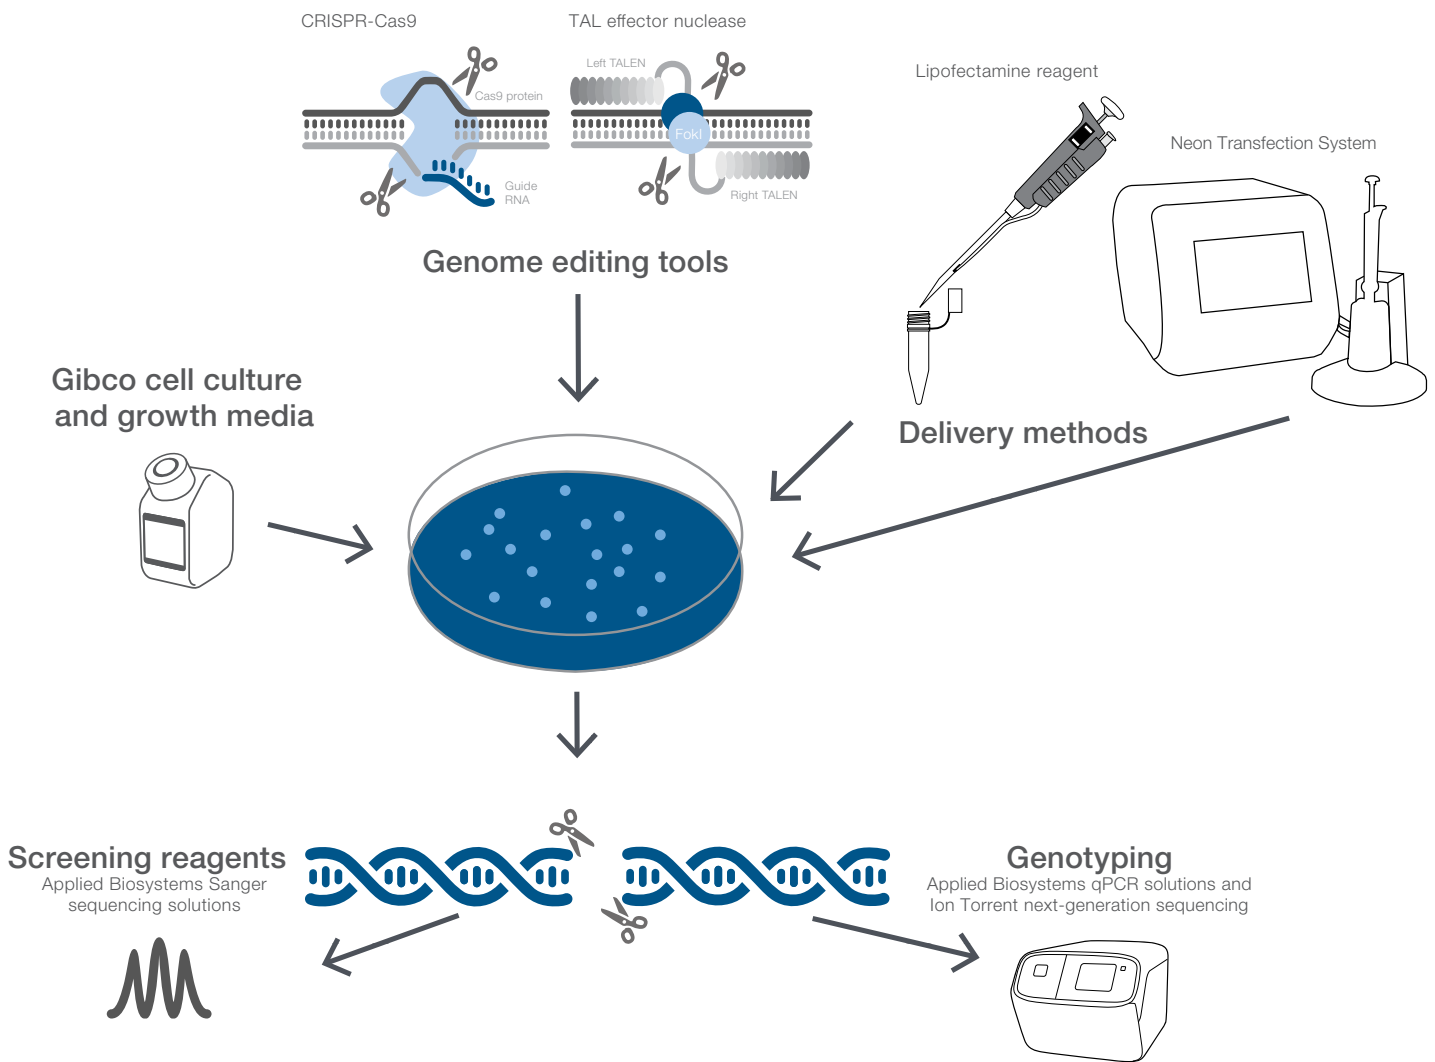 CRISPR-Cas9
TAL effector nuclease
Left TALEN
Cas9 protein
FokI
Guide
RNA
Right TALEN
Genome editing tools
Lipofectamine reagent
Neon Transfection System
Gibco cell culture
and growth media
Delivery methods
Screening reagents
Applied Biosystems Sanger
sequencing solutions
Genotyping
Applied Biosystems qPCR solutions and
Ion Torrent next-generation sequencing